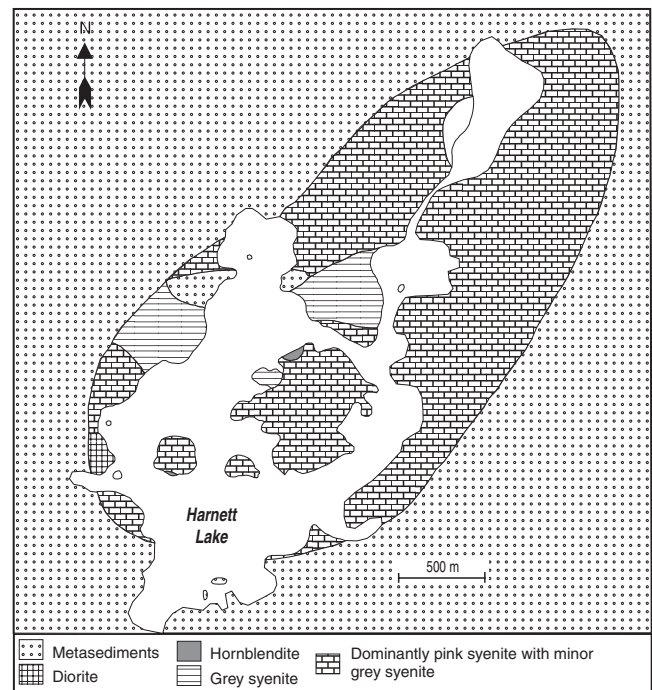 N
Harnett
Lake
500 m
Metasediments
Hornblendite
Dominantly pink syenite with minor
grey syenite
Diorite
Grey syenite